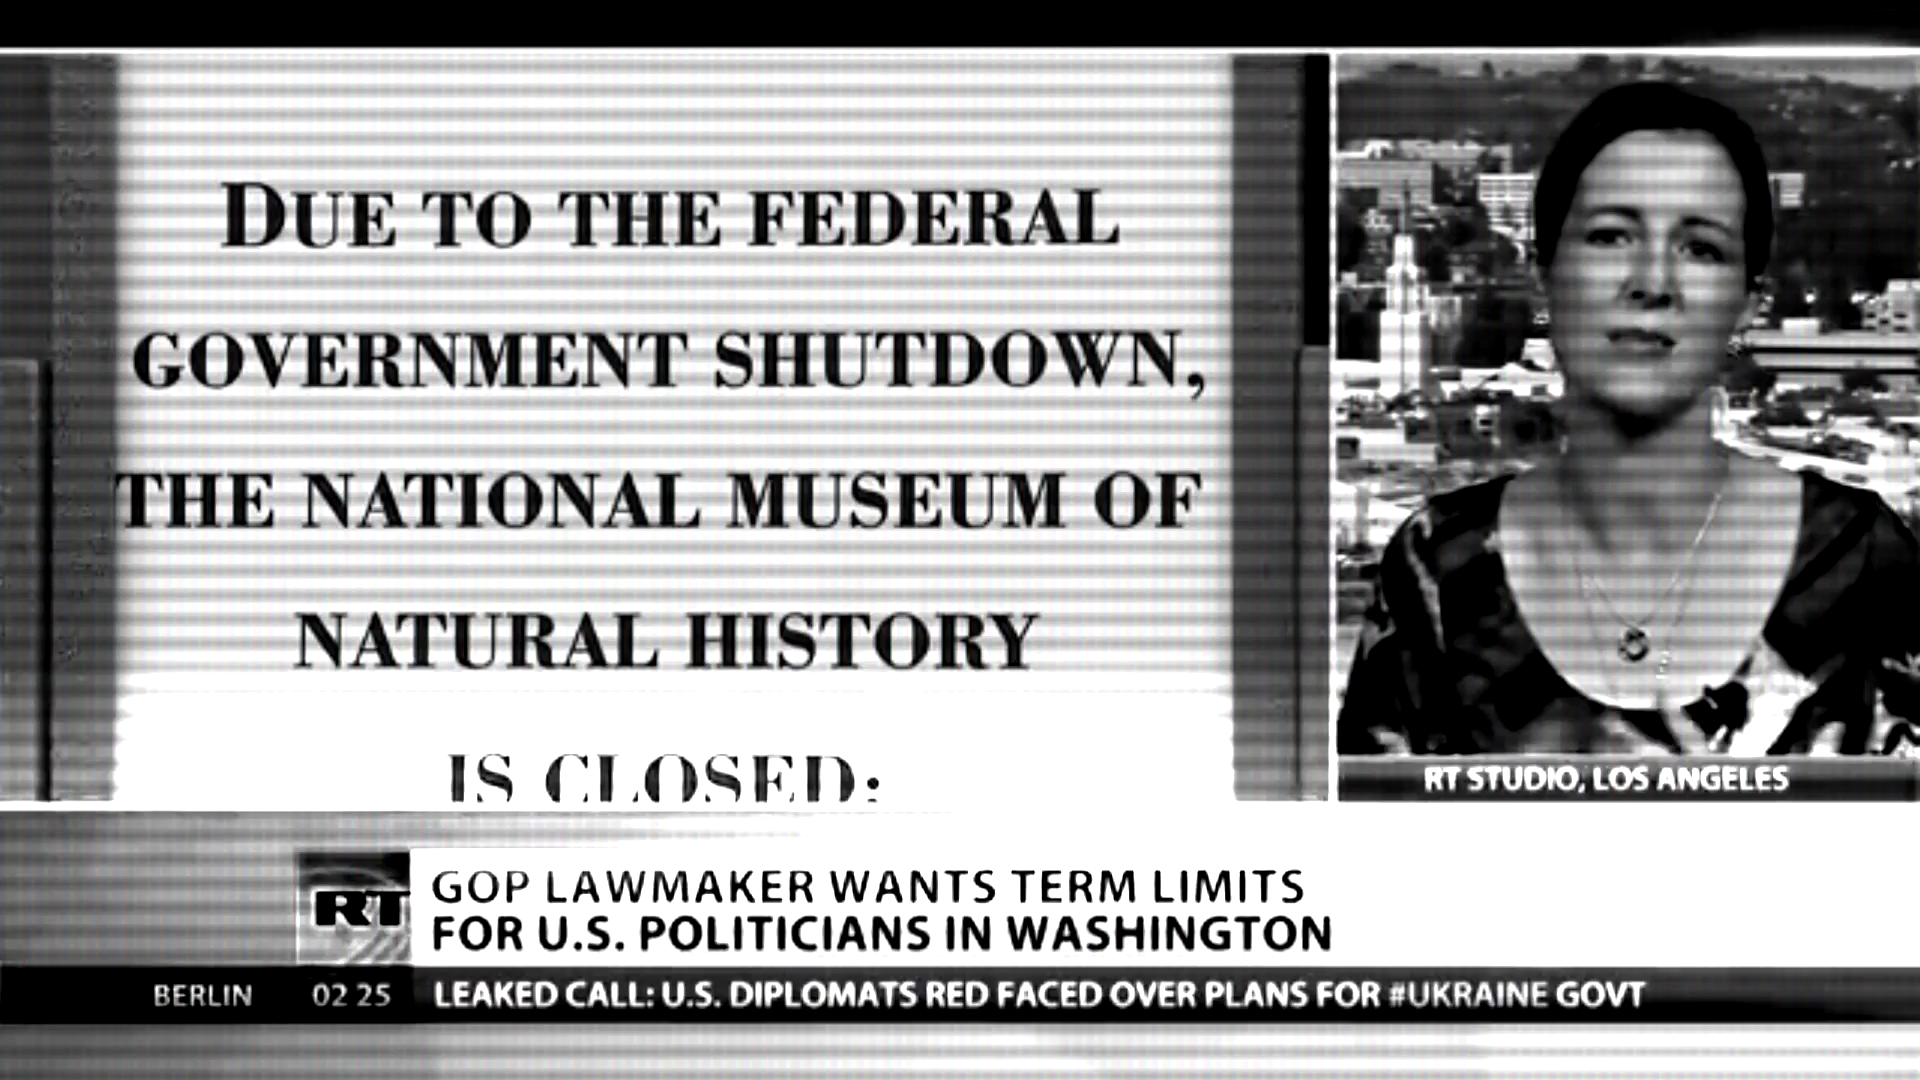 DUE TO THE FEDERAL
GOVERNMENT SHUTDOWN,
THE NATIONAL MUSEUM OF
NATURAL HISTORY
IS CLOSED:
RT STUDIO, LOS ANGELES
RT
GOP LAWMAKER WANTS TERM LIMITS
FOR U.S. POLITICIANS IN WASHINGTON
BERLIN 02 25 LEAKED CALL: U.S. DIPLOMATS RED FACED OVER PLANS FOR #UKRAINE GOVT